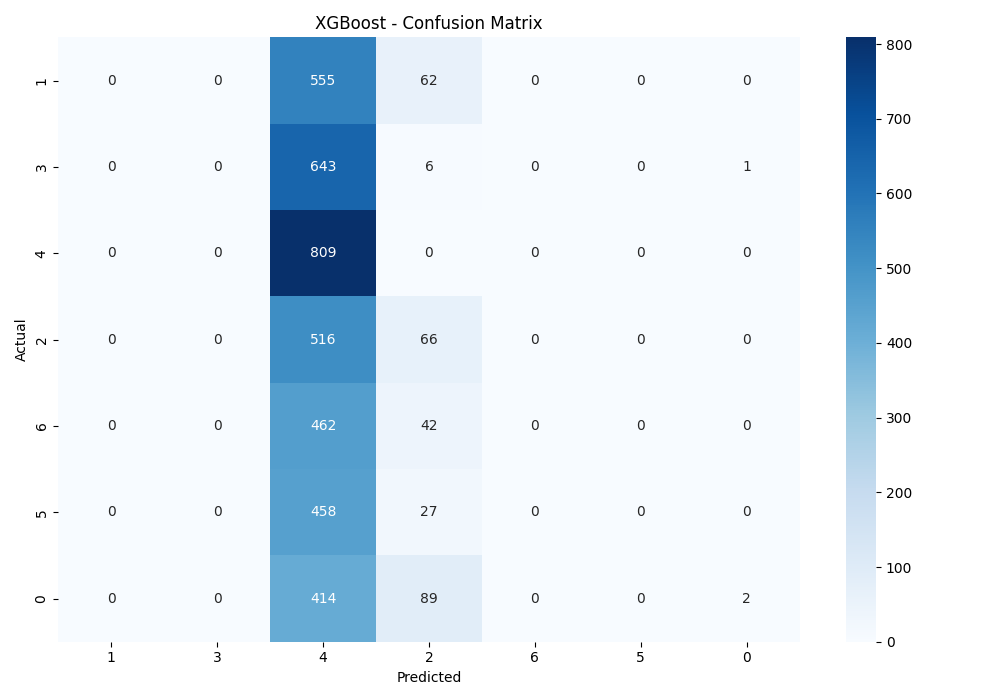 XGBoost - Confusion Matrix
1 0 0 555 62 0 0 0
3 0 0 643 6 0 0 1
4 0 0 809 0 0 0 0
2 0 0 516 66 0 0 0
6 0 0 462 42 0 0 0
5 0 0 458 27 0 0 0
0 0 0 414 89 0 0 2
1 3 4 2 6 5 0
Predicted
Actual
800
700
600
500
400
300
200
100
0